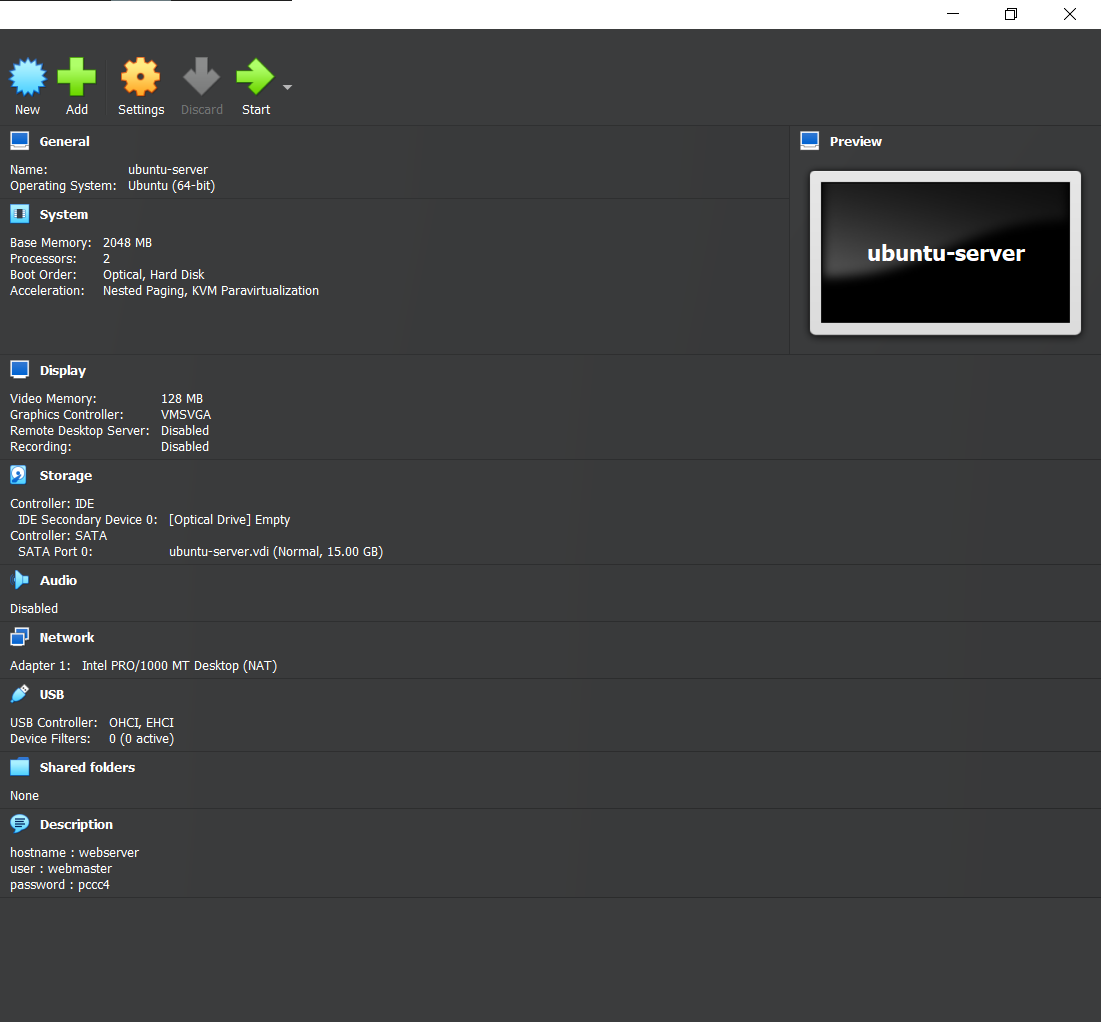 New Add Settings Discard Start
General
Name: ubuntu-server
Operating System: Ubuntu (64-bit)
Preview
ubuntu-server
System
Base Memory: 2048 MB
Processors: 2
Boot Order: Optical, Hard Disk
Acceleration: Nested Paging, KVM Paravirtualization
Display
Video Memory: 128 MB
Graphics Controller: VMSVGA
Remote Desktop Server: Disabled
Recording: Disabled
Storage
Controller: IDE
IDE Secondary Device 0: [Optical Drive] Empty
Controller: SATA
SATA Port 0: ubuntu-server.vdi (Normal, 15.00 GB)
Audio
Disabled
Network
Adapter 1: Intel PRO/1000 MT Desktop (NAT)
USB
USB Controller: OHCI, EHCI
Device Filters: 0 (0 active)
Shared folders
None
Description
hostname : webserver
user : webmaster
password : pccc4